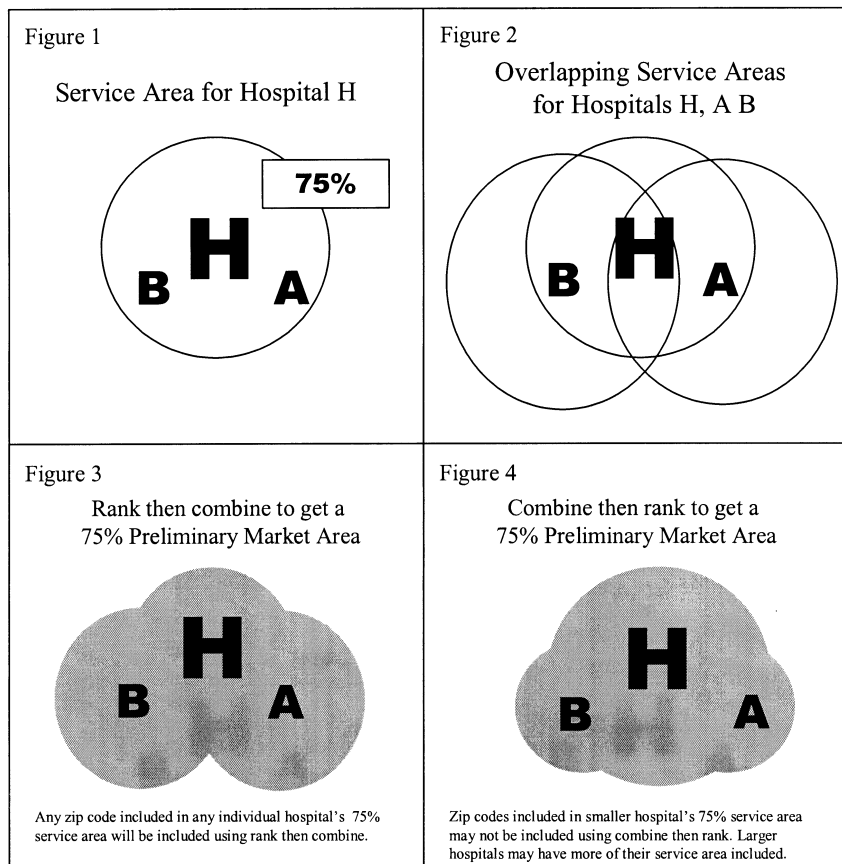 Figure 1
Service Area for Hospital H
75%
H
B A
Figure 2
Overlapping Service Areas
for Hospitals H, A B
H
B A
Figure 3
Rank then combine to get a
75% Preliminary Market Area
H
B A
Any zip code included in any individual hospital's 75%
service area will be included using rank then combine.
Figure 4
Combine then rank to get a
75% Preliminary Market Area
H
B A
Zip codes included in smaller hospital's 75% service area
may not be included using combine then rank. Larger
hospitals may have more of their service area included.